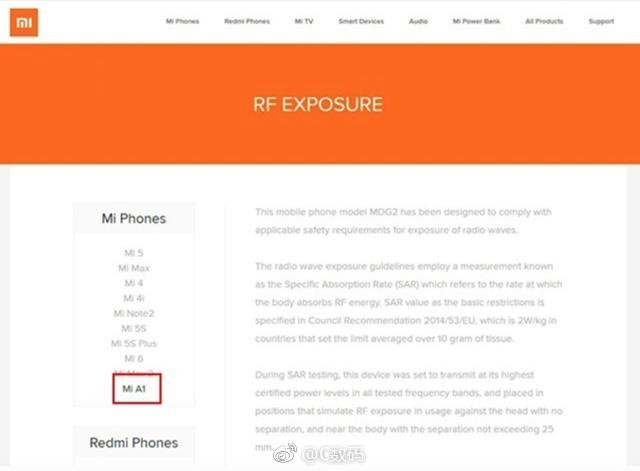 MI
Mi Phones Redmi Phones Mi TV Smart Devices Audio Mi Power Bank All Products Support
RF EXPOSURE
Mi Phones
Mi 5
Mi Max
Mi 4
Mi 4i
Mi Note2
Mi 5S
Mi 5S Plus
Mi 6
Mi Max 2
Mi A1
Redmi Phones
This mobile phone model MDG2 has been designed to comply with
applicable safety requirements for exposure of radio waves.
The radio wave exposure guidelines employ a measurement known
as the Specific Absorption Rate (SAR) which refers to the rate at which
the body absorbs RF energy. SAR value as the basic restrictions is
specified in Council Recommendation 2014/53/EU, which is 2W/kg in
countries that set the limit averaged over 10 gram of tissue.
During SAR testing, this device was set to transmit at its highest
certified power levels in all tested frequency bands, and placed in
positions that simulate RF exposure in usage against the head with no
separation, and near the body with the separation not exceeding 25
mm.
@C数码